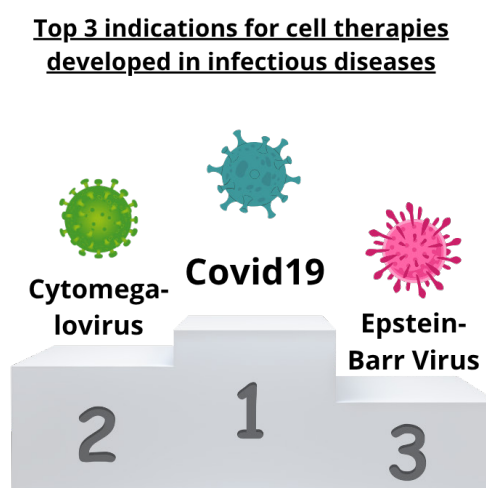 Top 3 indications for cell therapies
developed in infectious diseases
Covid19
Cytomega-
lovirus
Epstein-
Barr Virus
1
2
3